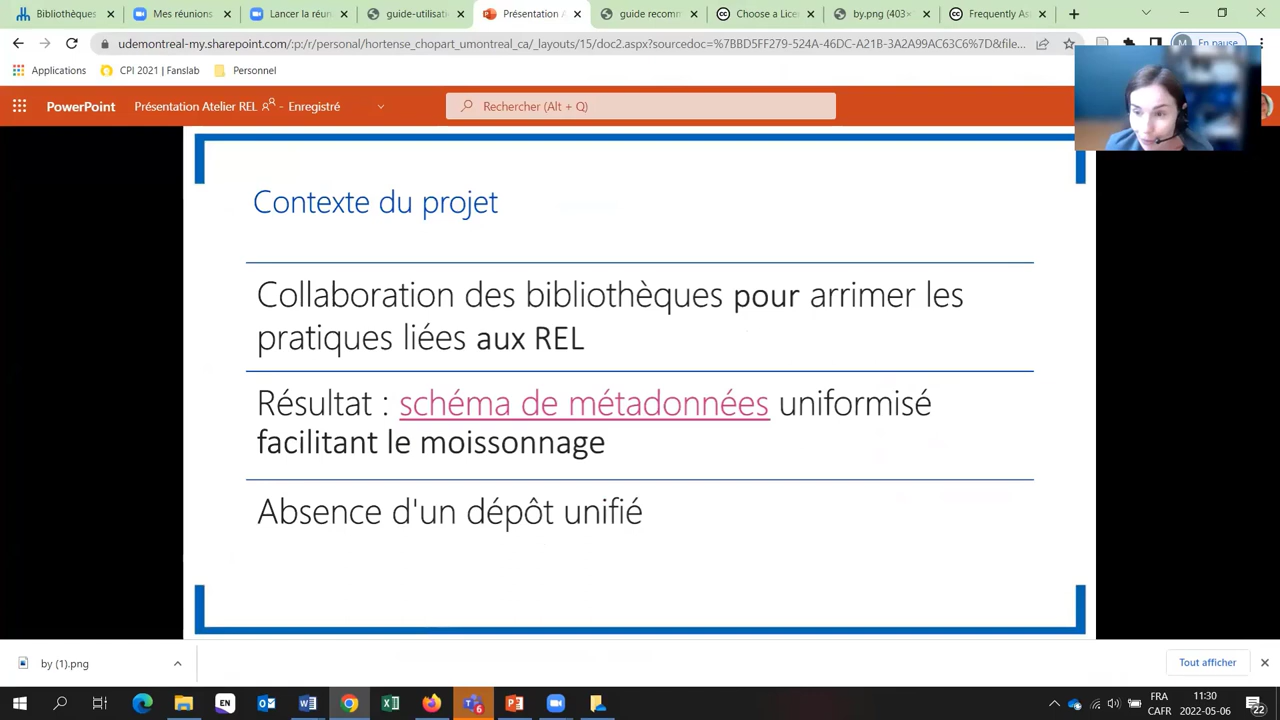 Bibliothèques
Mes réunions
Lancer la réun
guide-utilisati
Présentation A
guide recomm
Choose a Lice
by.png (403×
Frequently As
udemontreal-my.sharepoint.com/:p:/r/personal/hortense_chopart_umontreal_ca/_layouts/15/doc2.aspx?sourcedoc=%7BBD5FF279-524A-46DC-A21B-3A2A99AC63C6%7D&file...
En pause
Applications
CPI 2021 | Fanslab
Personnel
PowerPoint
Présentation Atelier REL - Enregistré
Rechercher (Alt + Q)
Contexte du projet
Collaboration des bibliothèques pour arrimer les
pratiques liées aux REL
Résultat : schéma de métadonnées uniformisé
facilitant le moissonnage
Absence d'un dépôt unifié
by (1).png
Tout afficher
EN
6
FRA
CAFR
11:30
2022-05-06
22